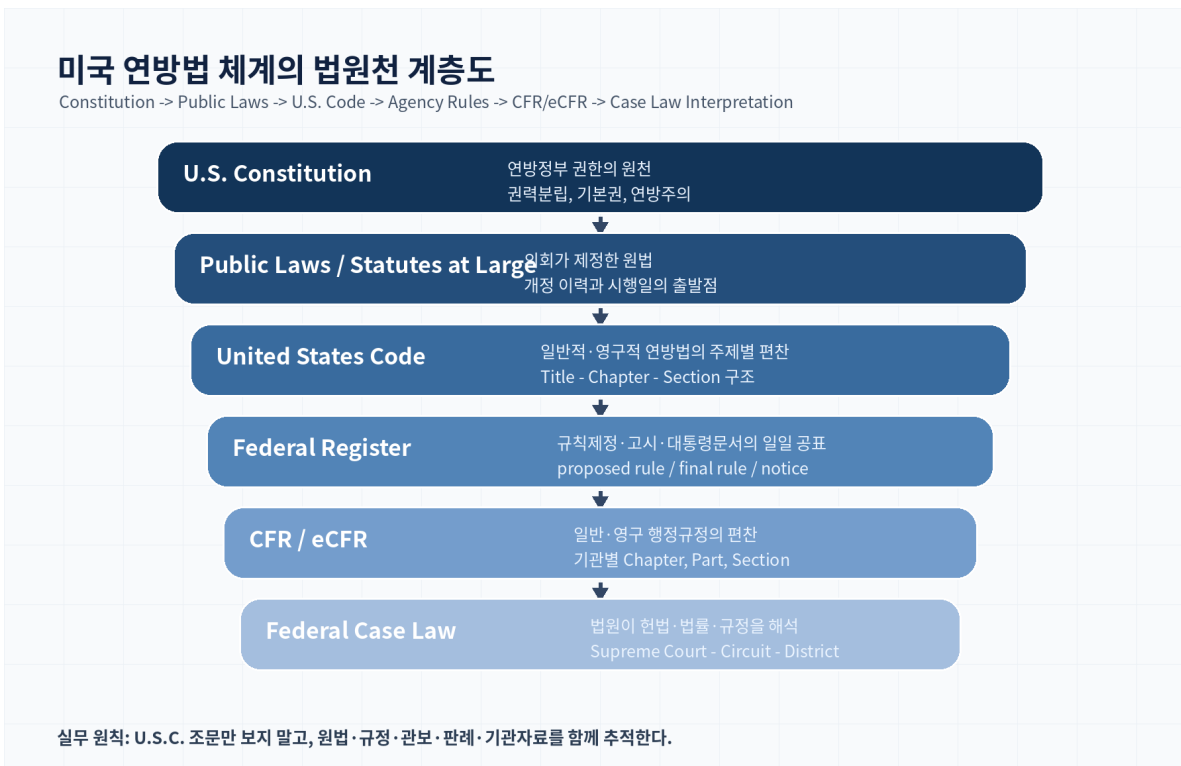 미국 연방법 체계의 법원천 계층도
Constitution -> Public Laws -> U.S. Code -> Agency Rules -> CFR/eCFR -> Case Law Interpretation
U.S. Constitution
연방정부 권한의 원천
권력분립, 기본권, 연방주의
Public Laws / Statutes at Large
의회가 제정한 원법
개정 이력과 시행일의 출발점
United States Code
일반적·영구적 연방법의 주제별 편찬
Title - Chapter - Section 구조
Federal Register
규칙제정·고시·대통령문서의 일일 공표
proposed rule / final rule / notice
CFR / eCFR
일반·영구 행정규정의 편찬
기관별 Chapter, Part, Section
Federal Case Law
법원이 헌법·법률·규정을 해석
Supreme Court - Circuit - District
실무 원칙: U.S.C. 조문만 보지 말고, 원법·규정·관보·판례·기관자료를 함께 추적한다.